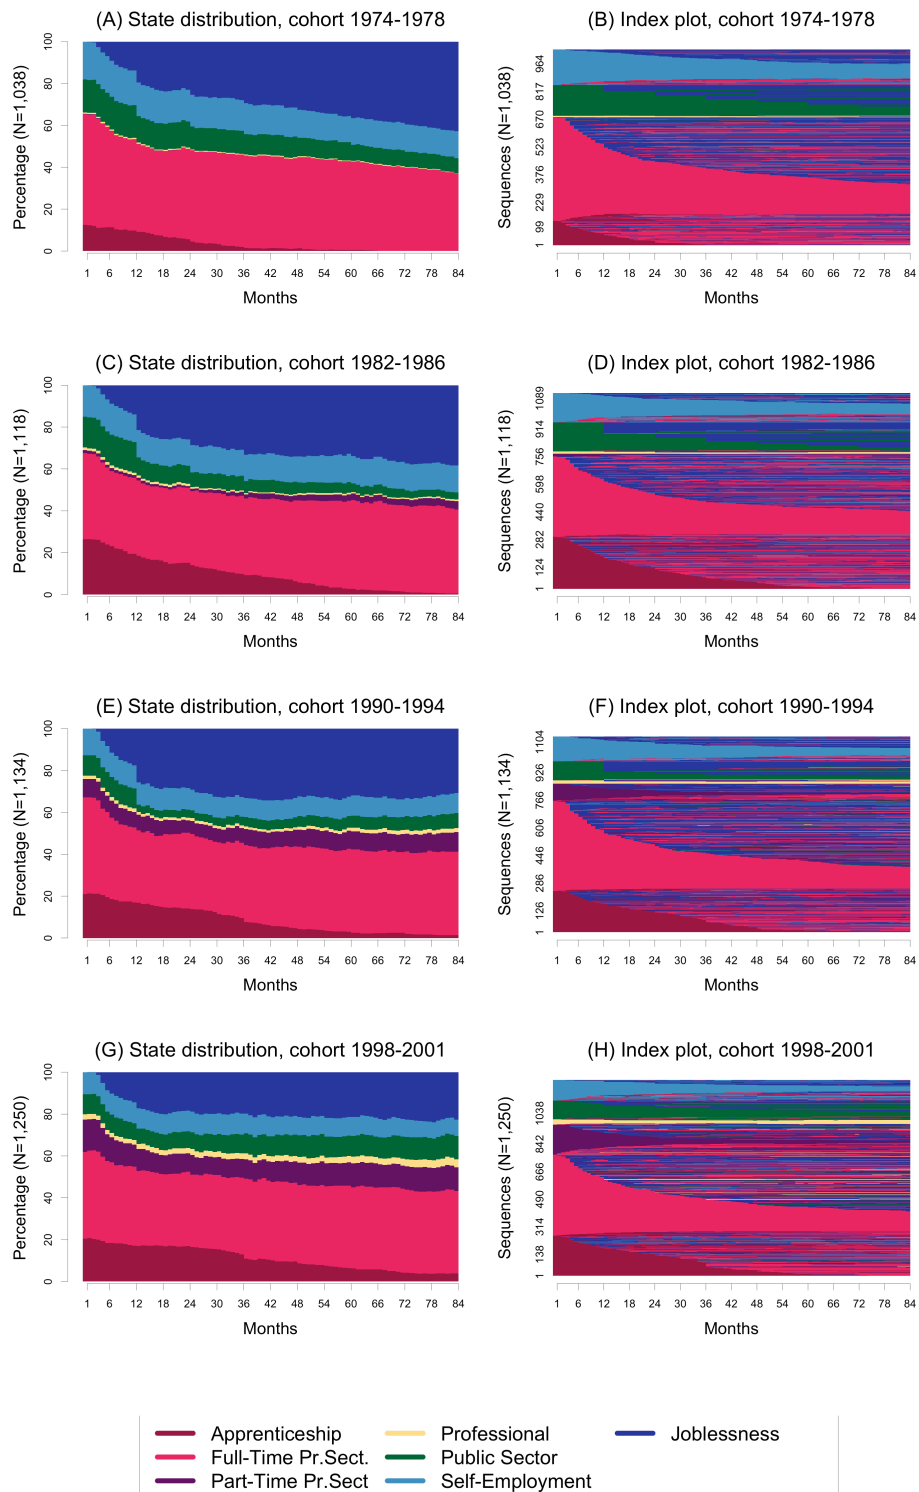 (A) State distribution, cohort 1974-1978
Percentage (N=1,038)
0 20 40 60 80 100
1 6 12 18 24 30 36 42 48 54 60 66 72 78 84
Months
(B) Index plot, cohort 1974-1978
Sequences (N=1,038)
1 99 229 376 523 670 817 964
1 6 12 18 24 30 36 42 48 54 60 66 72 78 84
Months
(C) State distribution, cohort 1982-1986
Percentage (N=1,118)
0 20 40 60 80 100
1 6 12 18 24 30 36 42 48 54 60 66 72 78 84
Months
(D) Index plot, cohort 1982-1986
Sequences (N=1,118)
1 124 282 440 598 756 914 1089
1 6 12 18 24 30 36 42 48 54 60 66 72 78 84
Months
(E) State distribution, cohort 1990-1994
Percentage (N=1,134)
0 20 40 60 80 100
1 6 12 18 24 30 36 42 48 54 60 66 72 78 84
Months
(F) Index plot, cohort 1990-1994
Sequences (N=1,134)
1 126 286 446 606 766 926 1104
1 6 12 18 24 30 36 42 48 54 60 66 72 78 84
Months
(G) State distribution, cohort 1998-2001
Percentage (N=1,250)
0 20 40 60 80 100
1 6 12 18 24 30 36 42 48 54 60 66 72 78 84
Months
(H) Index plot, cohort 1998-2001
Sequences (N=1,250)
1 138 314 490 666 842 1038
1 6 12 18 24 30 36 42 48 54 60 66 72 78 84
Months
Apprenticeship
Full-Time Pr.Sect.
Part-Time Pr.Sect
Professional
Public Sector
Self-Employment
Joblessness